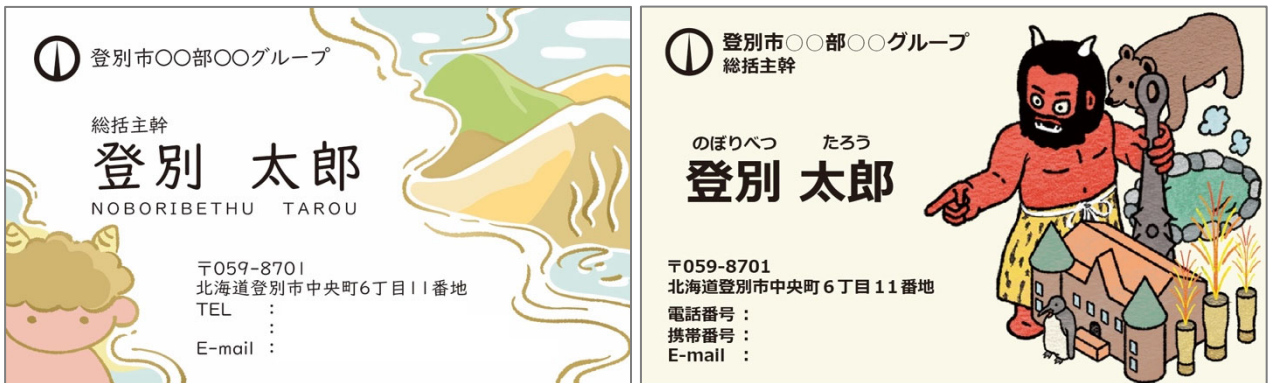 登別市〇〇部〇〇グループ
総括主幹
登別 太郎
NOBORIBETHU TAROU
〒059-8701
北海道登別市中央町6丁目11番地
TEL :
:
E-mail :
登別市○○部○○グループ
総括主幹
のぼりべつ たろう
登別 太郎
〒059-8701
北海道登別市中央町６丁目11番地
電話番号：
携帯番号：
E-mail ：